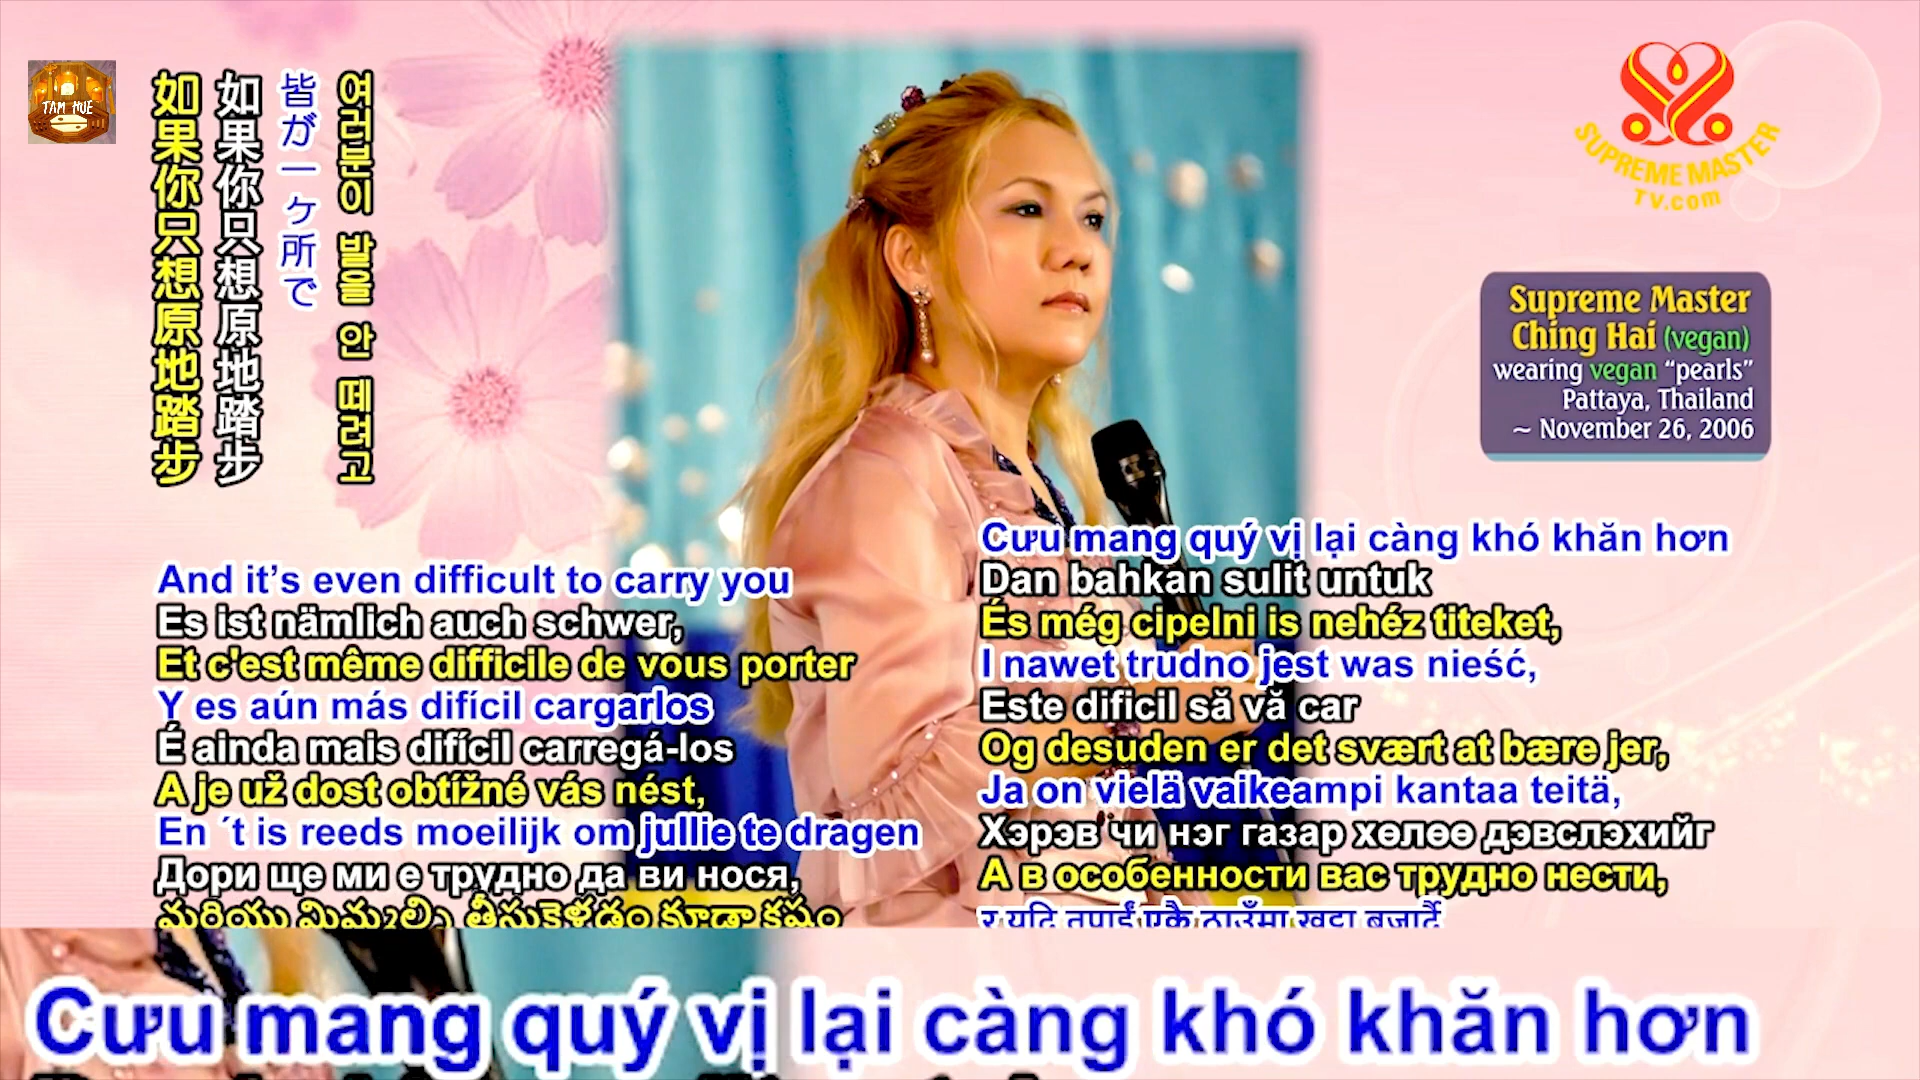 TAM HUE
如果你只想原地踏步
如果你只想原地踏步
皆が一ヶ所で
여러분이 발을 안 떼려고
SUPREME MASTER
TV.com
Supreme Master
Ching Hai (vegan)
wearing vegan “pearls”
Pattaya, Thailand
~ November 26, 2006
And it’s even difficult to carry you
Es ist nämlich auch schwer,
Et c'est même difficile de vous porter
Y es aún más difícil cargarlos
É ainda mais difícil carregá-los
A je už dost obtížné vás nést,
En ´t is reeds moeilijk om jullie te dragen
Дори ще ми е трудно да ви нося,
మరియు మిమ్మల్ని తీసుకెళ్లడం కూడా కష్టం
Cưu mang quý vị lại càng khó khăn hơn
Dan bahkan sulit untuk
És még cipelni is nehéz titeket,
I nawet trudno jest was nieść,
Este dificil să vă car
Og desuden er det svært at bære jer,
Ja on vielä vaikeampi kantaa teitä,
Хэрэв чи нэг газар хөлөө дэвслэхийг
А в особенности вас трудно нести,
र यदि तपाईं एकै ठाउँमा
Cưu mang quý vị lại càng khó khăn hơn